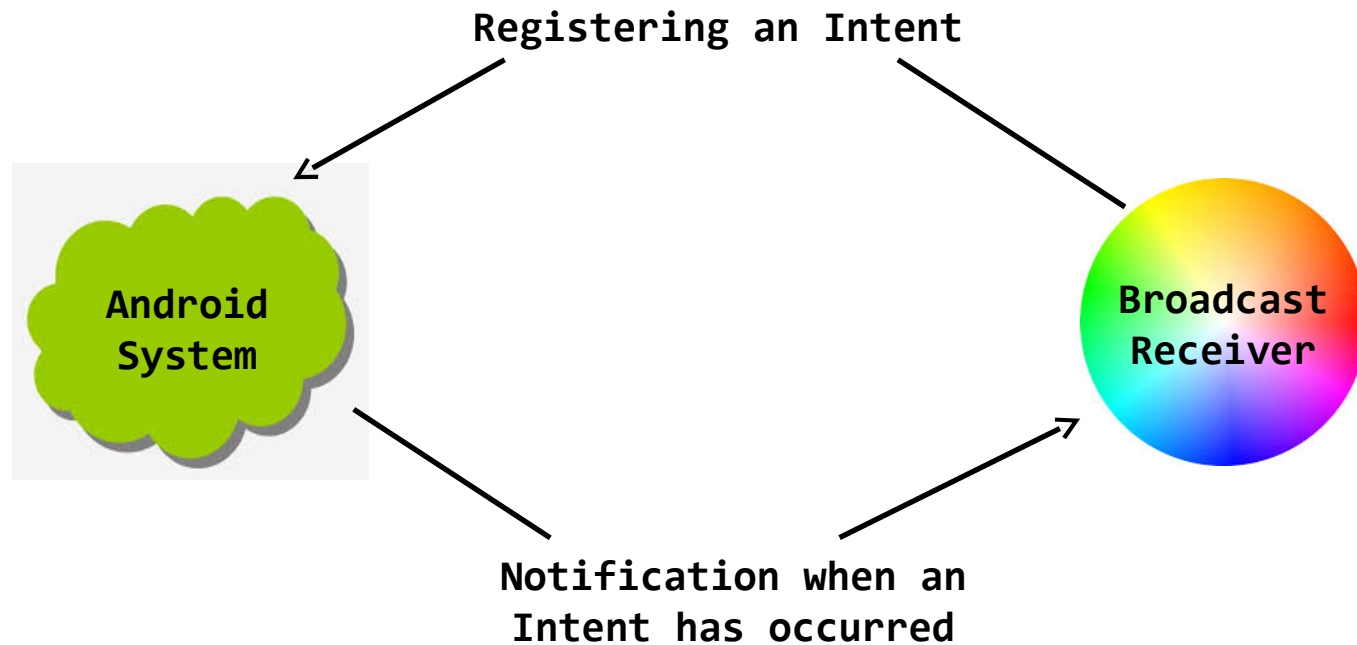 Registering an Intent
Android
System
Broadcast
Receiver
Notification when an
Intent has occurred